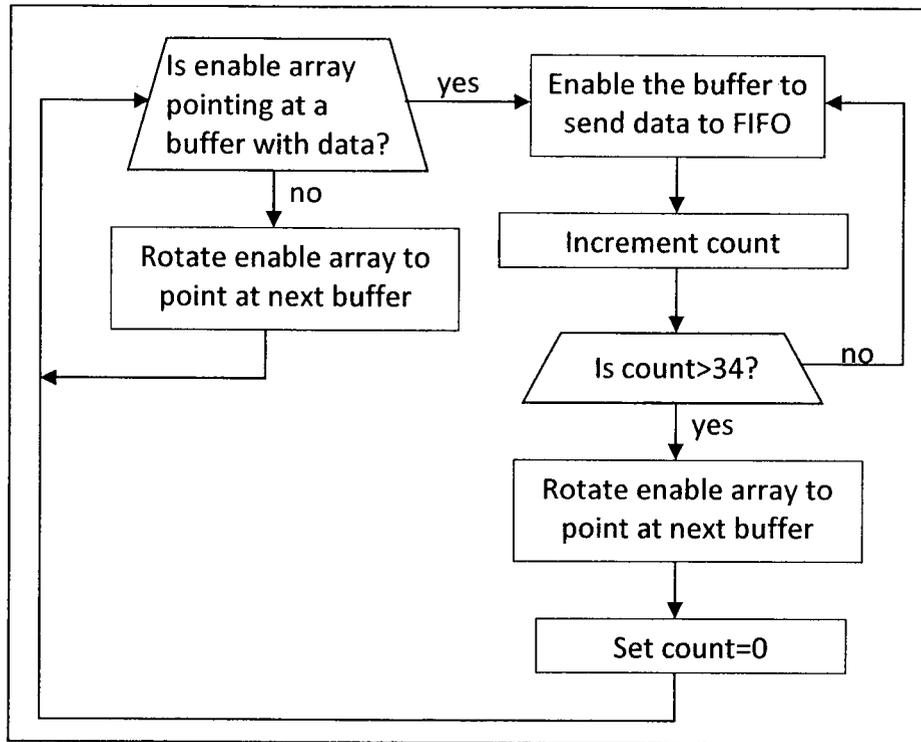 Is enable array
pointing at a
buffer with data?
yes
Enable the buffer to
send data to FIFO
no
Rotate enable array to
point at next buffer
Increment count
Is count>34?
no
yes
Rotate enable array to
point at next buffer
Set count=0